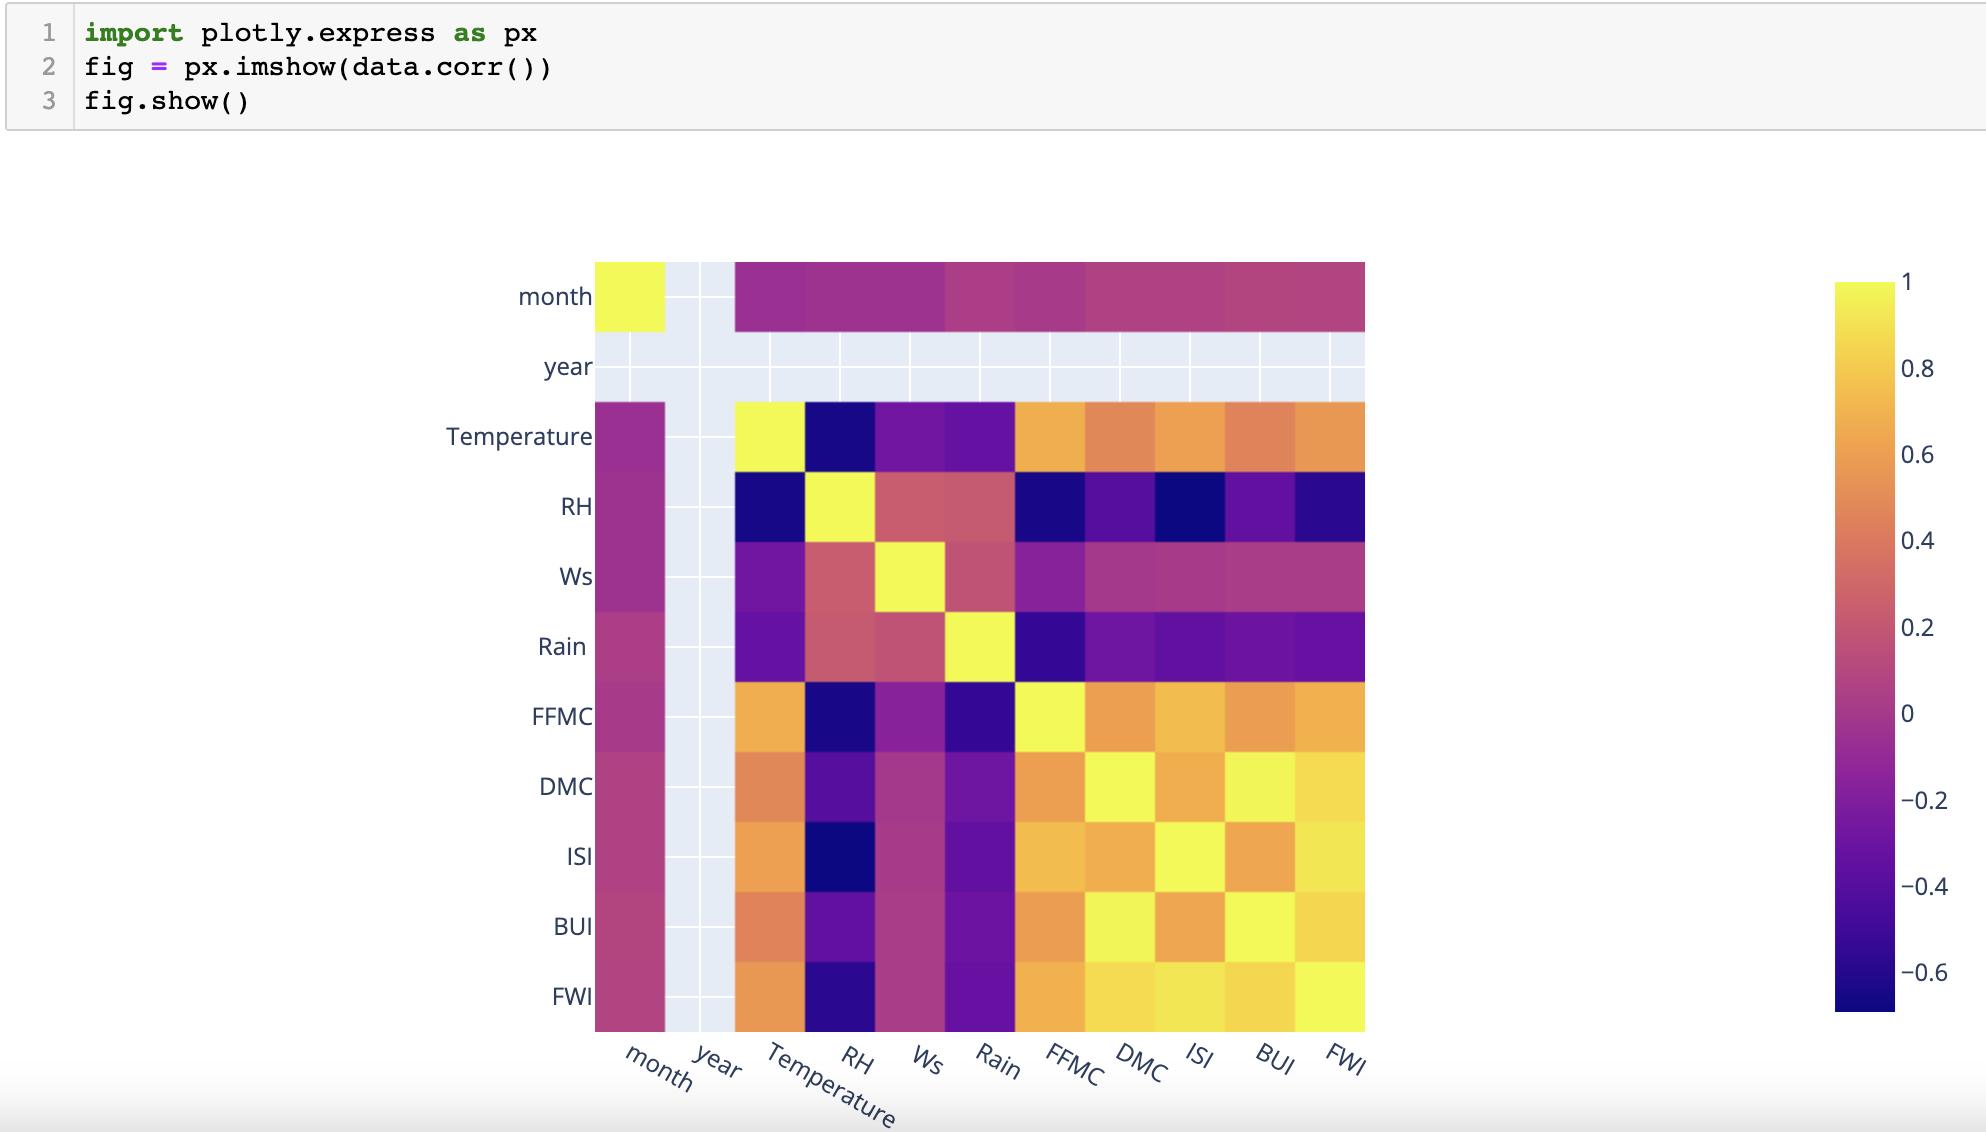 1 import plotly.express as px
2 fig = px.imshow(data.corr())
3 fig.show()
month
year
Temperature
RH
Ws
Rain
FFMC
DMC
ISI
BUI
FWI
month
year
Temperature
RH
Ws
Rain
FFMC
DMC
ISI
BUI
FWI
1
0.8
0.6
0.4
0.2
0
−0.2
−0.4
−0.6